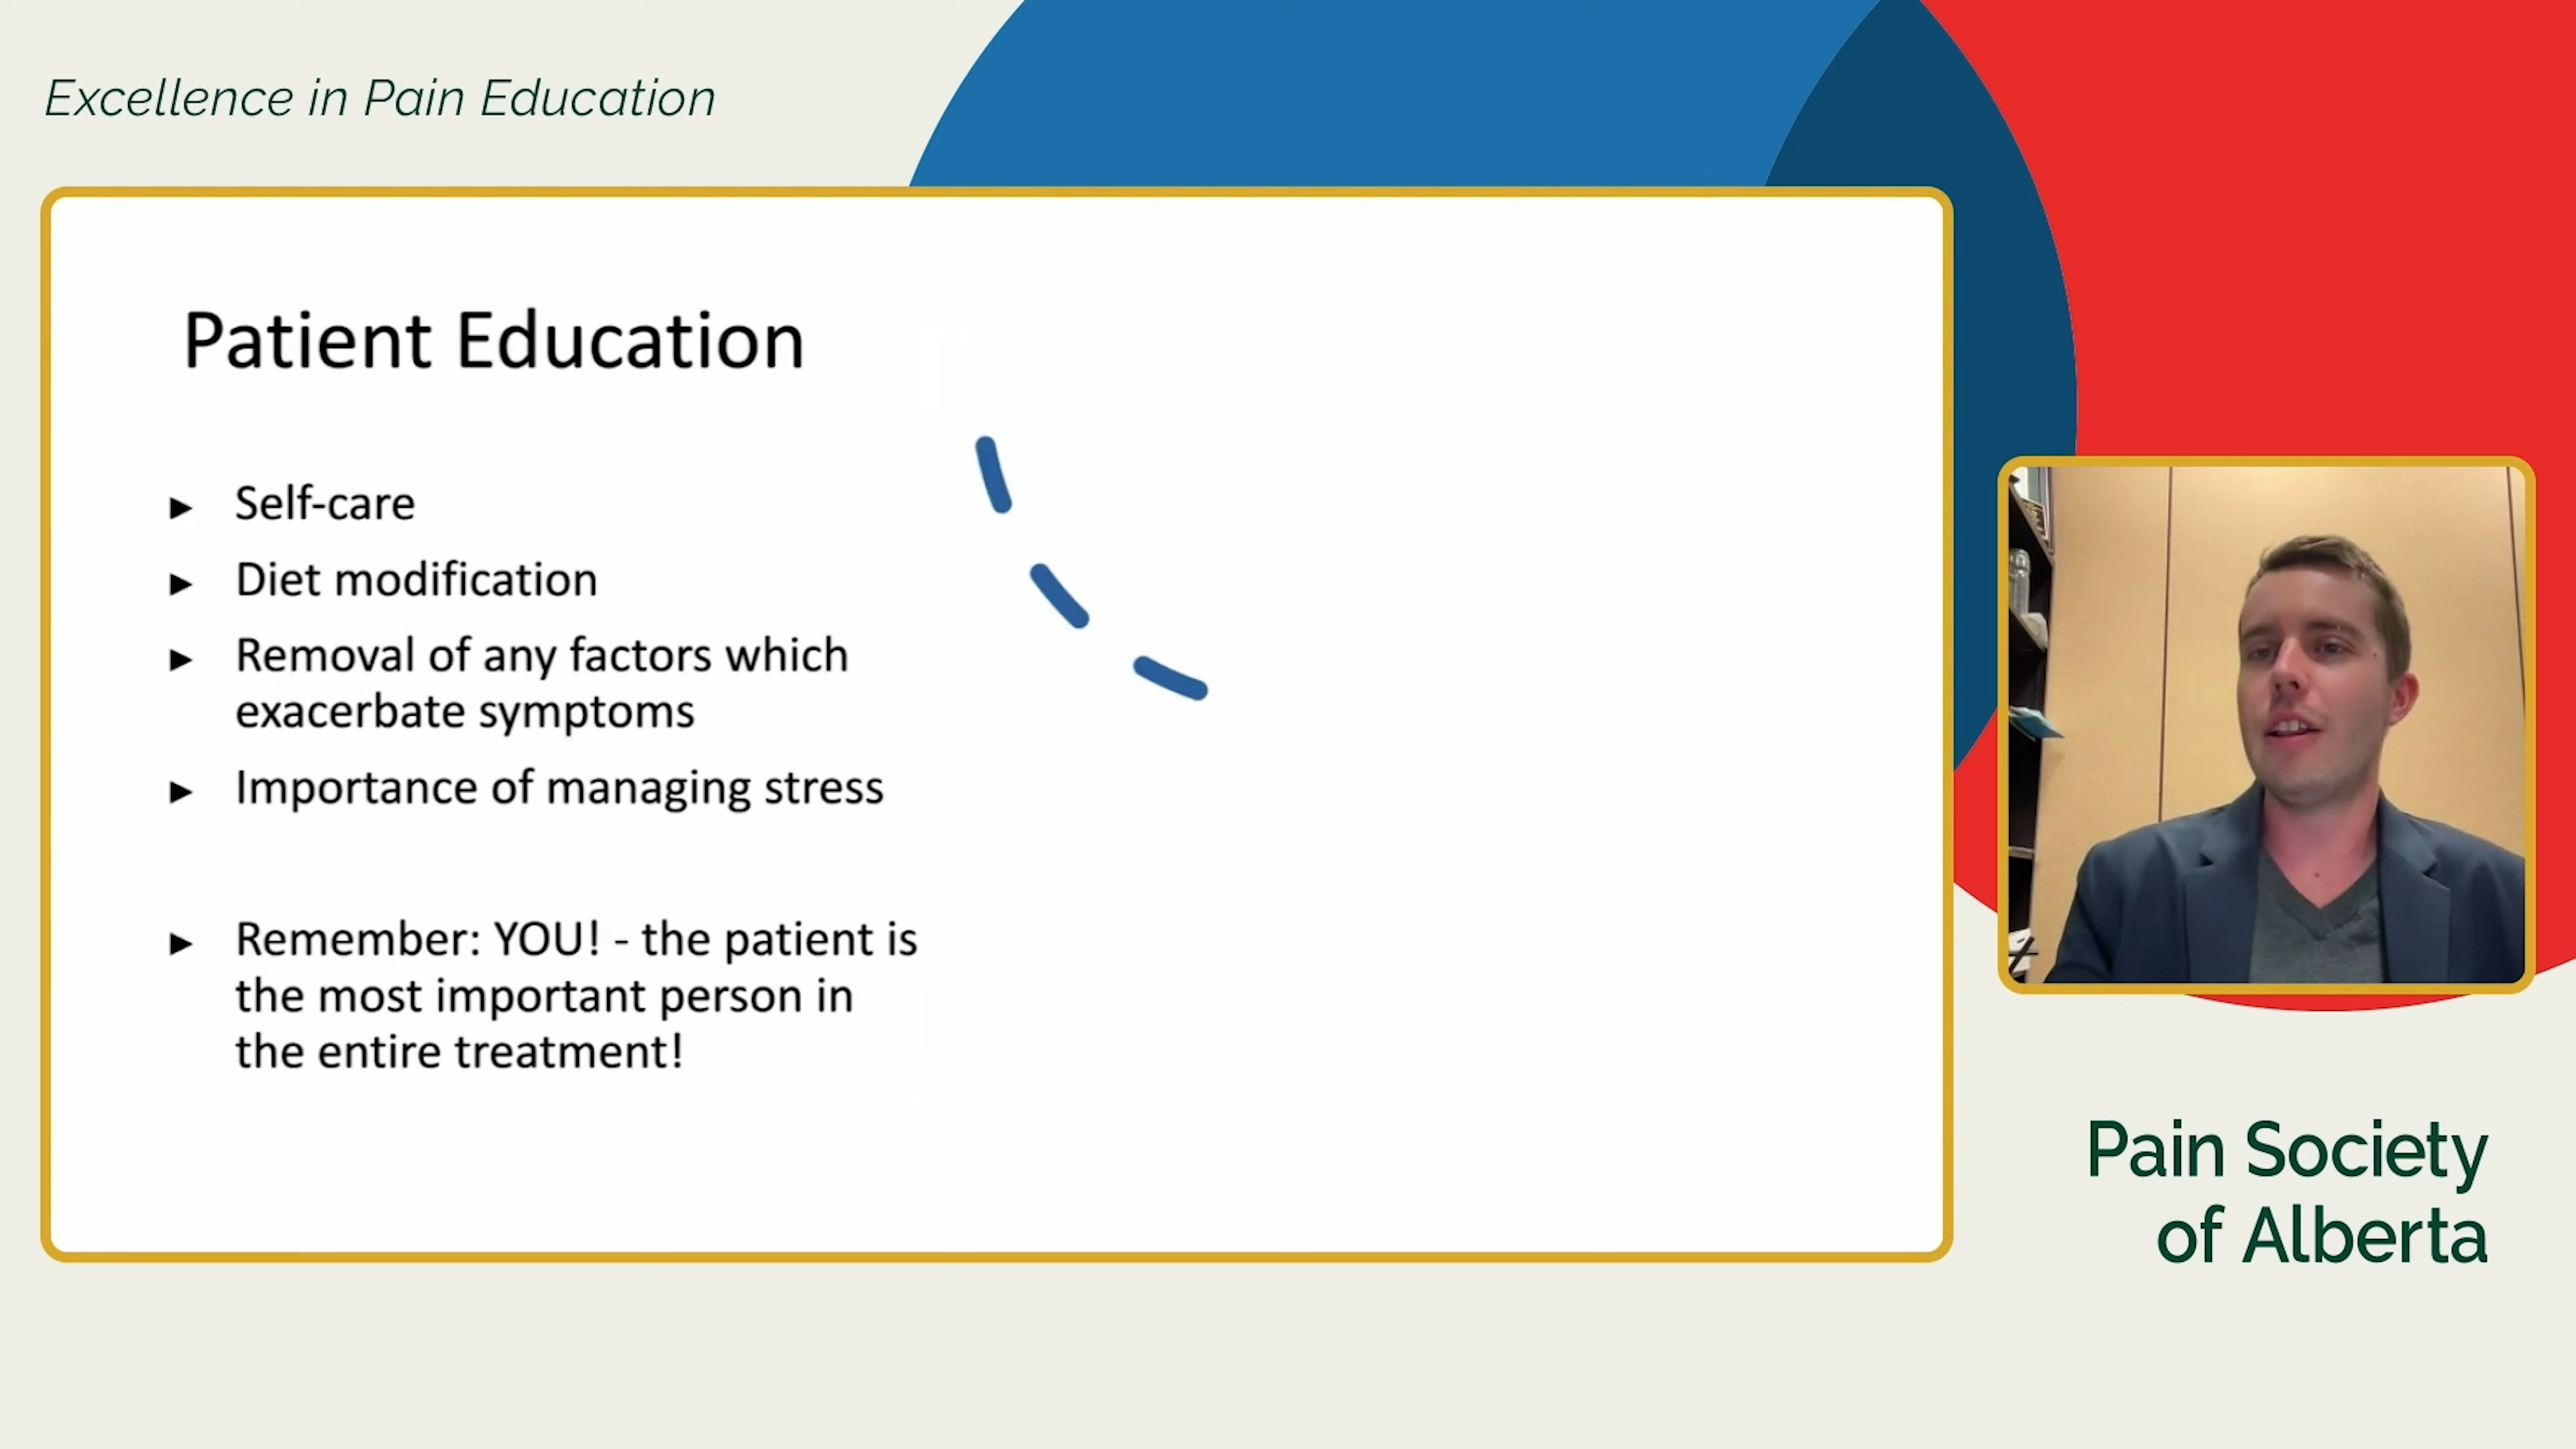 Excellence in Pain Education
Patient Education
► Self-care
► Diet modification
► Removal of any factors which
exacerbate symptoms
► Importance of managing stress
► Remember: YOU! - the patient is
the most important person in
the entire treatment!
Pain Society
of Alberta